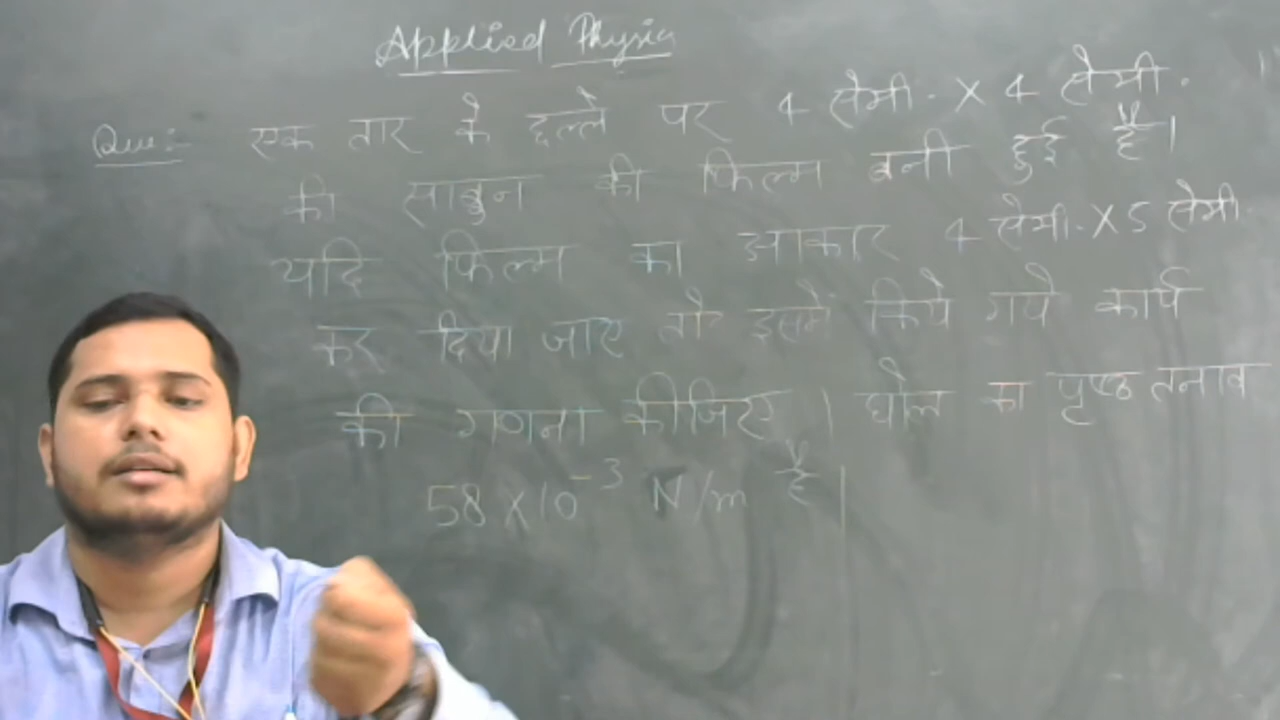 Applied Physics
Que:- एक तार के छल्ले पर 4 सेमी. X 4 सेमी.
की साबुन की फिल्म बनी हुई है।
यदि फिल्म का आकार 4 सेमी. X 5 सेमी.
कर दिया जाए तो इसमें किये गये कार्य
की गणना कीजिए। घोल का पृष्ठ तनाव
58 X 10⁻³ N/m है।